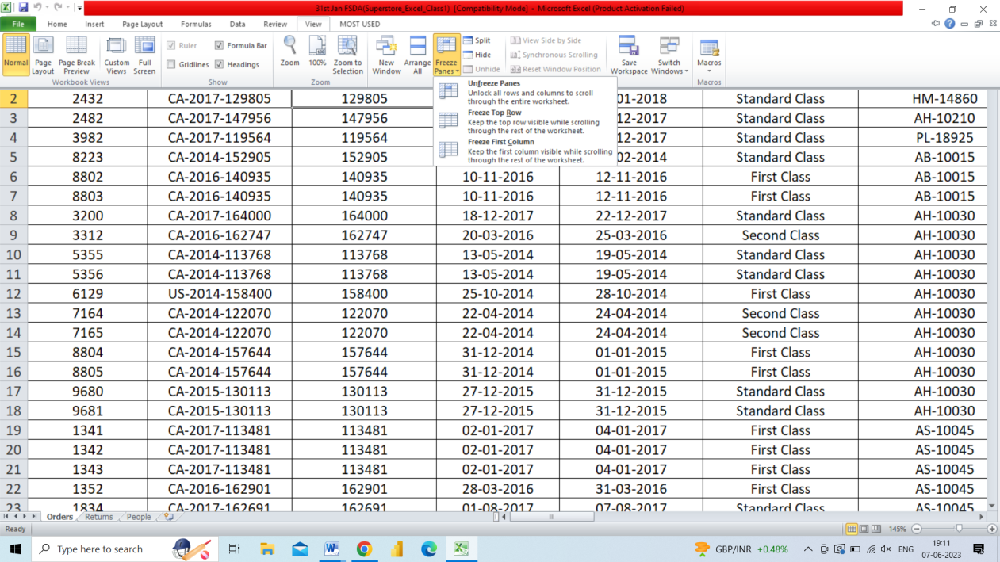 31st Jan FSDA(Superstore_Excel_Class1) [Compatibility Mode] - Microsoft Excel (Product Activation Failed)
File Home Insert Page Layout Formulas Data Review View MOST USED
Normal Page Layout Page Break Preview Custom Views Full Screen
Workbook Views
Ruler Formula Bar
Gridlines Headings
Show
Zoom 100% Zoom to Selection
Zoom
New Window Arrange All Freeze Panes
Split
Hide
Unhide
View Side by Side
Synchronous Scrolling
Reset Window Position
Save Workspace Switch Windows
Macros
Macros
Unfreeze Panes
Unlock all rows and columns to scroll
through the entire worksheet.
Freeze Top Row
Keep the top row visible while scrolling
through the rest of the worksheet.
Freeze First Column
Keep the first column visible while scrolling
through the rest of the worksheet.
2 2432 CA-2017-129805 129805 01-2018 Standard Class HM-14860
3 2482 CA-2017-147956 147956 12-2017 Standard Class AH-10210
4 3982 CA-2017-119564 119564 12-2017 Standard Class PL-18925
5 8223 CA-2014-152905 152905 02-2014 Standard Class AB-10015
6 8802 CA-2016-140935 140935 10-11-2016 12-11-2016 First Class AB-10015
7 8803 CA-2016-140935 140935 10-11-2016 12-11-2016 First Class AB-10015
8 3200 CA-2017-164000 164000 18-12-2017 22-12-2017 Standard Class AH-10030
9 3312 CA-2016-162747 162747 20-03-2016 25-03-2016 Second Class AH-10030
10 5355 CA-2014-113768 113768 13-05-2014 19-05-2014 Standard Class AH-10030
11 5356 CA-2014-113768 113768 13-05-2014 19-05-2014 Standard Class AH-10030
12 6129 US-2014-158400 158400 25-10-2014 28-10-2014 First Class AH-10030
13 7164 CA-2014-122070 122070 22-04-2014 24-04-2014 Second Class AH-10030
14 7165 CA-2014-122070 122070 22-04-2014 24-04-2014 Second Class AH-10030
15 8804 CA-2014-157644 157644 31-12-2014 01-01-2015 First Class AH-10030
16 8805 CA-2014-157644 157644 31-12-2014 01-01-2015 First Class AH-10030
17 9680 CA-2015-130113 130113 27-12-2015 31-12-2015 Standard Class AH-10030
18 9681 CA-2015-130113 130113 27-12-2015 31-12-2015 Standard Class AH-10030
19 1341 CA-2017-113481 113481 02-01-2017 04-01-2017 First Class AS-10045
20 1342 CA-2017-113481 113481 02-01-2017 04-01-2017 First Class AS-10045
21 1343 CA-2017-113481 113481 02-01-2017 04-01-2017 First Class AS-10045
22 1352 CA-2016-162901 162901 28-03-2016 31-03-2016 First Class AS-10045
23 1834 CA-2017-162691 162691 01-08-2017 07-08-2017 Standard Class AS-10045
Orders Returns People
Ready 145%
Type here to search GBP/INR +0.48% ENG 19:11
07-06-2023